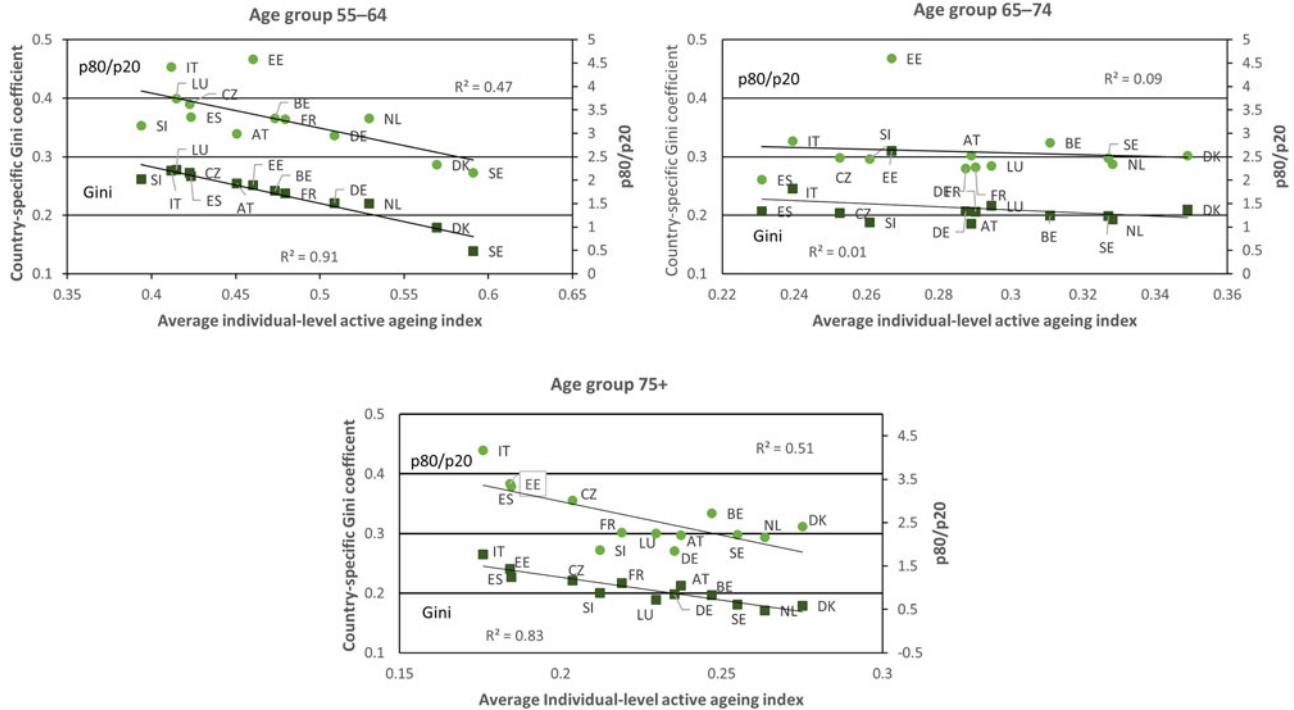 Age group 55–64
Country-specific Gini coefficient
0.5
0.4
0.3
0.2
0.1
p80/p20
Gini
IT
EE
LU
CZ
ES
SI
AT
BE
FR
DE
NL
DK
SE
R² = 0.47
LU
SI
IT
CZ
ES
EE
AT
BE
FR
DE
NL
DK
SE
R² = 0.91
5
4.5
4
3.5
3
2.5
2
1.5
1
0.5
0
p80/p20
0.35
0.4
0.45
0.5
0.55
0.6
0.65
Average individual-level active ageing index
Age group 65–74
Country-specific Gini coefficient
0.5
0.4
0.3
0.2
0.1
p80/p20
Gini
EE
R² = 0.09
IT
SI
AT
BE
SE
DK
CZ
EE
LU
NL
ES
DE
FR
FR
IT
LU
ES
CZ
SI
DE
AT
BE
SE
NL
DK
R² = 0.01
5
4.5
4
3.5
3
2.5
2
1.5
1
0.5
0
p80/p20
0.22
0.24
0.26
0.28
0.3
0.32
0.34
0.36
Average individual-level active ageing index
Age group 75+
Country-specific Gini coefficent
0.5
0.4
0.3
0.2
0.1
p80/p20
Gini
IT
R² = 0.51
EE
ES
CZ
FR
SI
LU
AT
DE
BE
SE
NL
DK
IT
EE
ES
CZ
SI
FR
LU
DE
AT
BE
SE
NL
DK
R² = 0.83
4.5
3.5
2.5
1.5
0.5
-0.5
p80/p20
0.15
0.2
0.25
0.3
Average Individual-level active ageing index